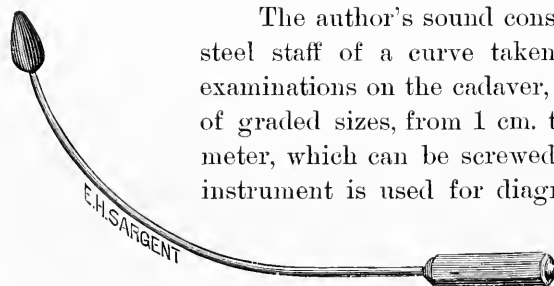 The author's sound cons
steel staff of a curve taken
examinations on the cadaver,
of graded sizes, from 1 cm. t
meter, which can be screwed
instrument is used for diagn
E.H.SARGENT